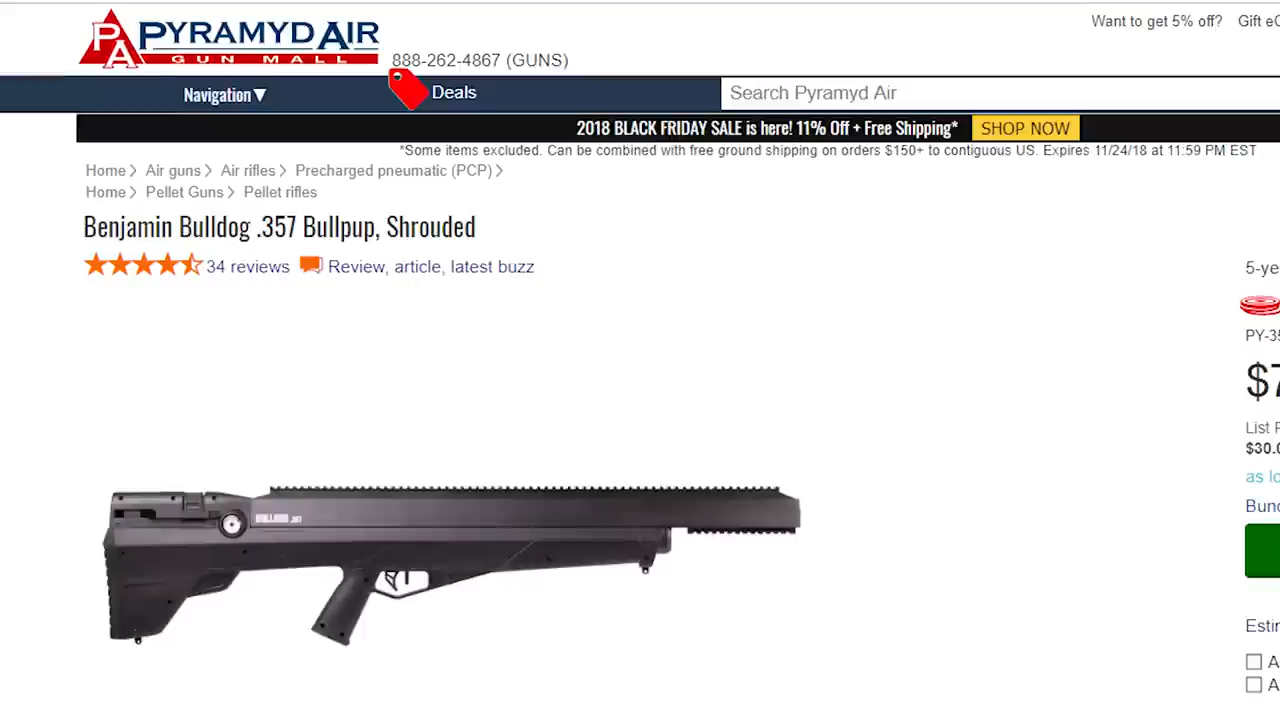 Want to get 5% off? Gift eC
PYRAMYD AIR
PA
GUN MALL
888-262-4867 (GUNS)
Navigation▼
Deals
Search Pyramyd Air
2018 BLACK FRIDAY SALE is here! 11% Off + Free Shipping* SHOP NOW
*Some items excluded. Can be combined with free ground shipping on orders $150+ to contiguous US. Expires 11/24/18 at 11:59 PM EST
Home > Air guns > Air rifles > Precharged pneumatic (PCP) >
Home > Pellet Guns > Pellet rifles
Benjamin Bulldog .357 Bullpup, Shrouded
34 reviews Review, article, latest buzz
5-ye
PY-35
$7
List P
$30.0
as lo
Bund
BULLDOG .357
Estin
A
A